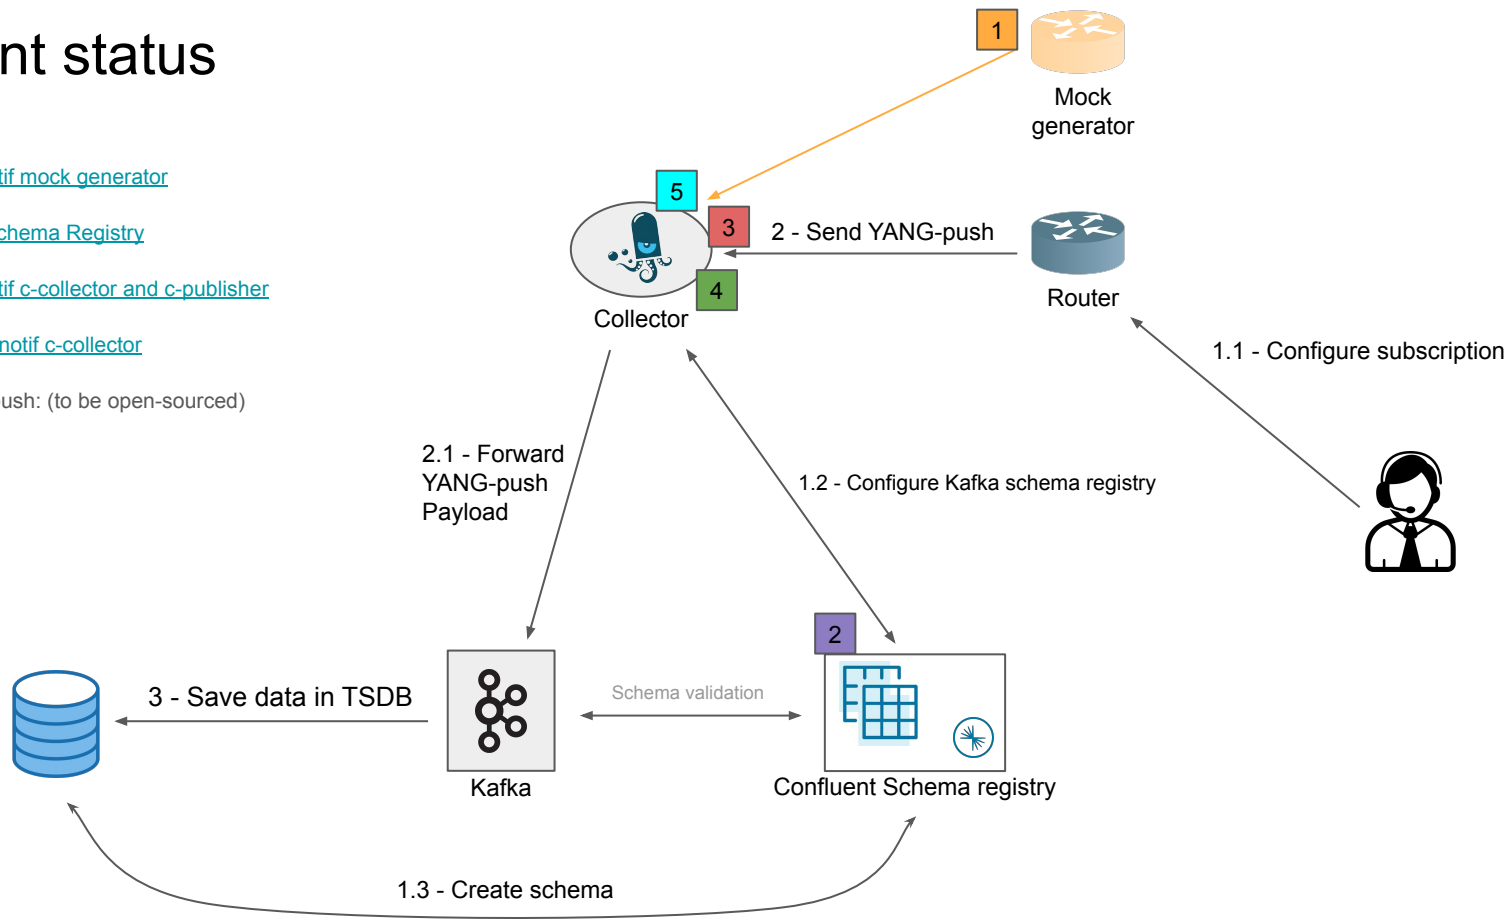 nt status
1
Mock
generator
tif mock generator
5
3
2 - Send YANG-push
chema Registry
4
tif c-collector and c-publisher
Router
Collector
notif c-collector
1.1 - Configure subscription
ush: (to be open-sourced)
2.1 - Forward
YANG-push
Payload
1.2 - Configure Kafka schema registry
2
3 - Save data in TSDB
Schema validation
Kafka
Confluent Schema registry
1.3 - Create schema